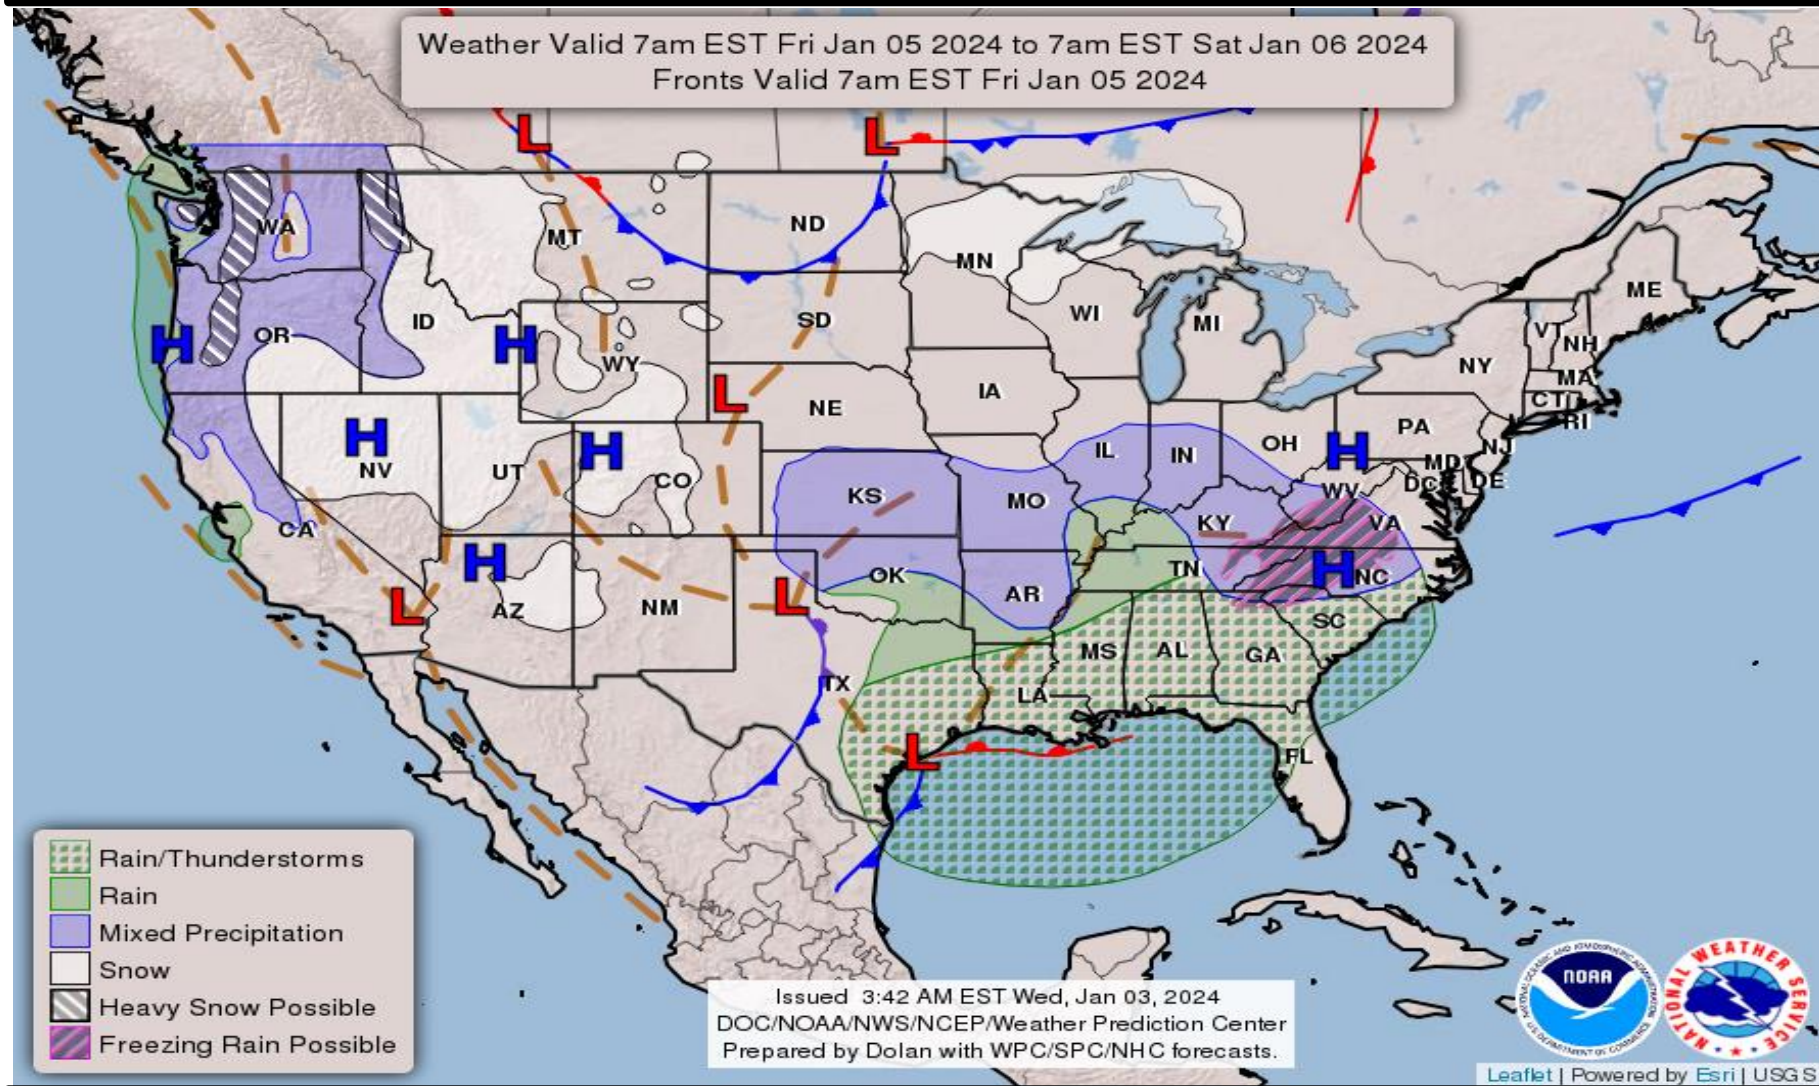 Weather Valid 7am EST Fri Jan 05 2024 to 7am EST Sat Jan 06 2024
Fronts Valid 7am EST Fri Jan 05 2024
L
L
WA
MT
ND
MN
ME
H
OR
ID
H
WY
SD
WI
MI
VT
NH
NY
MA
CT
RI
L
NE
IA
PA
NJ
H
NV
UT
H
CO
IL
IN
OH
H
MD
DC
DE
KS
MO
WV
VA
KY
CA
H
AZ
L
NM
L
OK
AR
TN
H
NC
SC
MS
AL
GA
TX
LA
L
FL
Rain/Thunderstorms
Rain
Mixed Precipitation
Snow
Heavy Snow Possible
Freezing Rain Possible
Issued 3:42 AM EST Wed, Jan 03, 2024
DOC/NOAA/NWS/NCEP/Weather Prediction Center
Prepared by Dolan with WPC/SPC/NHC forecasts.
NOAA
NATIONAL WEATHER SERVICE
Leaflet | Powered by Esri | USGS